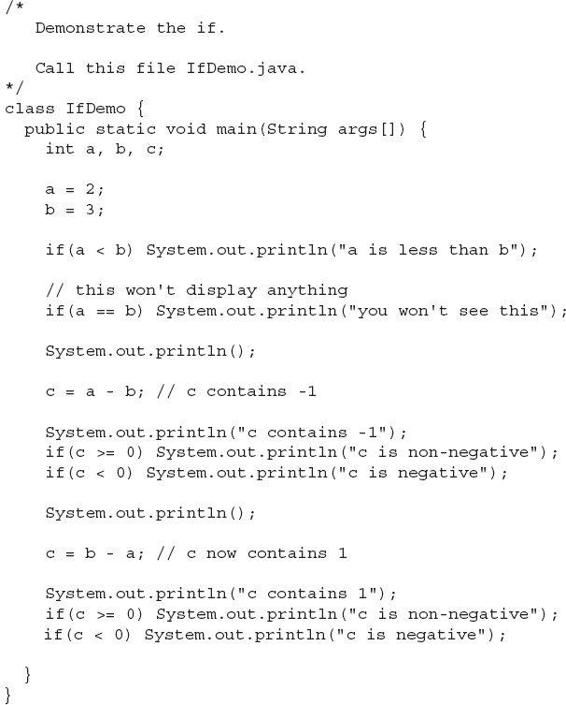 /*
   Demonstrate the if.

   Call this file IfDemo.java.
*/
class IfDemo {
  public static void main(String args[]) {
    int a, b, c;

    a = 2;
    b = 3;

    if(a < b) System.out.println("a is less than b");

    // this won't display anything
    if(a == b) System.out.println("you won't see this");

    System.out.println();

    c = a - b; // c contains -1

    System.out.println("c contains -1");
    if(c >= 0) System.out.println("c is non-negative");
    if(c < 0) System.out.println("c is negative");

    System.out.println();

    c = b - a; // c now contains 1

    System.out.println("c contains 1");
    if(c >= 0) System.out.println("c is non-negative");
    if(c < 0) System.out.println("c is negative");

  }
}